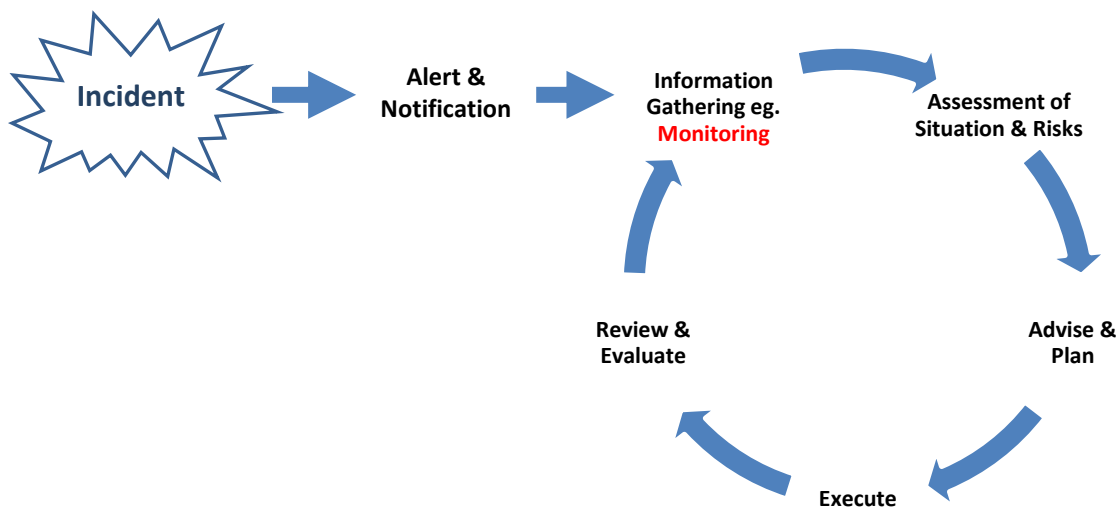 Incident
Alert &
Notification
Information
Gathering eg.
Monitoring
Assessment of
Situation & Risks
Advise &
Plan
Execute
Review &
Evaluate